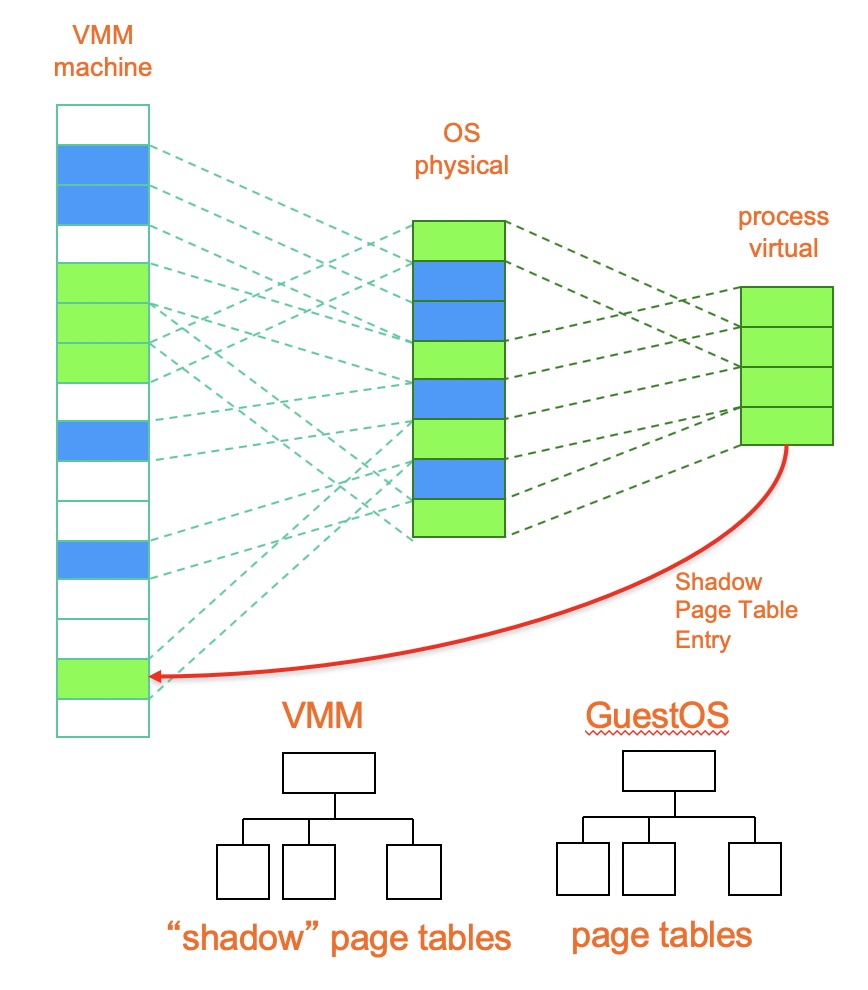 VMM
machine
OS
physical
process
virtual
Shadow
Page Table
Entry
VMM
GuestOS
“shadow” page tables
page tables